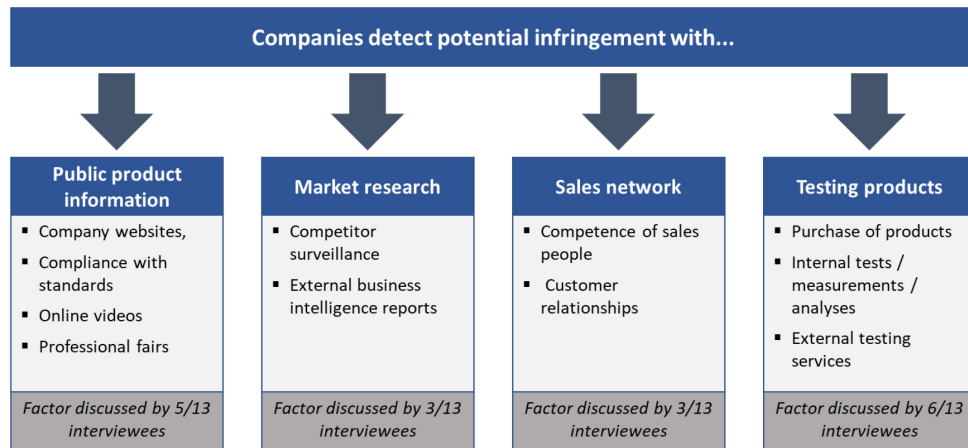 Companies detect potential infringement with...
Public product
information
▪ Company websites,
▪ Compliance with
standards
▪ Online videos
▪ Professional fairs
Factor discussed by 5/13
interviewees
Market research
▪ Competitor
surveillance
▪ External business
intelligence reports
Factor discussed by 3/13
interviewees
Sales network
▪ Competence of sales
people
▪ Customer
relationships
Factor discussed by 3/13
interviewees
Testing products
▪ Purchase of products
▪ Internal tests /
measurements /
analyses
▪ External testing
services
Factor discussed by 6/13
interviewees